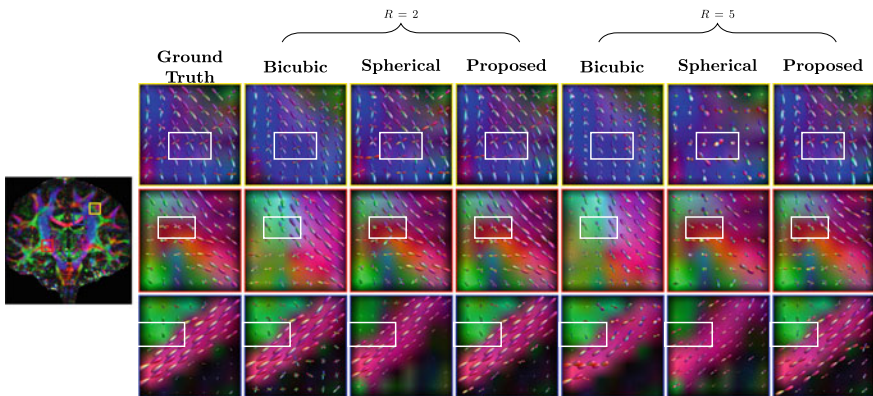 R = 2
R = 5
Ground Truth
Bicubic
Spherical
Proposed
Bicubic
Spherical
Proposed